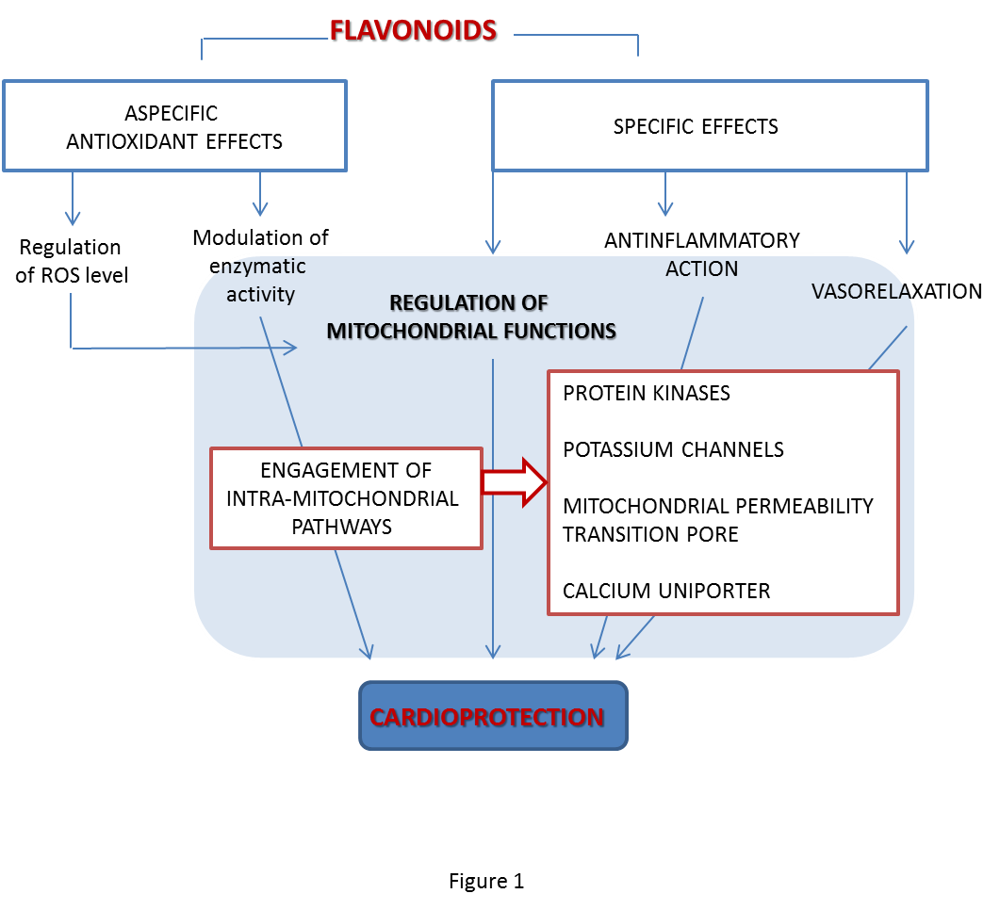 FLAVONOIDS
ASPECIFIC
ANTIOXIDANT EFFECTS
SPECIFIC EFFECTS
Regulation
of ROS level
Modulation of
enzymatic
activity
ANTINFLAMMATORY
ACTION
VASORELAXATION
REGULATION OF
MITOCHONDRIAL FUNCTIONS
ENGAGEMENT OF
INTRA-MITOCHONDRIAL
PATHWAYS
PROTEIN KINASES
POTASSIUM CHANNELS
MITOCHONDRIAL PERMEABILITY
TRANSITION PORE
CALCIUM UNIPORTER
CARDIOPROTECTION
Figure 1